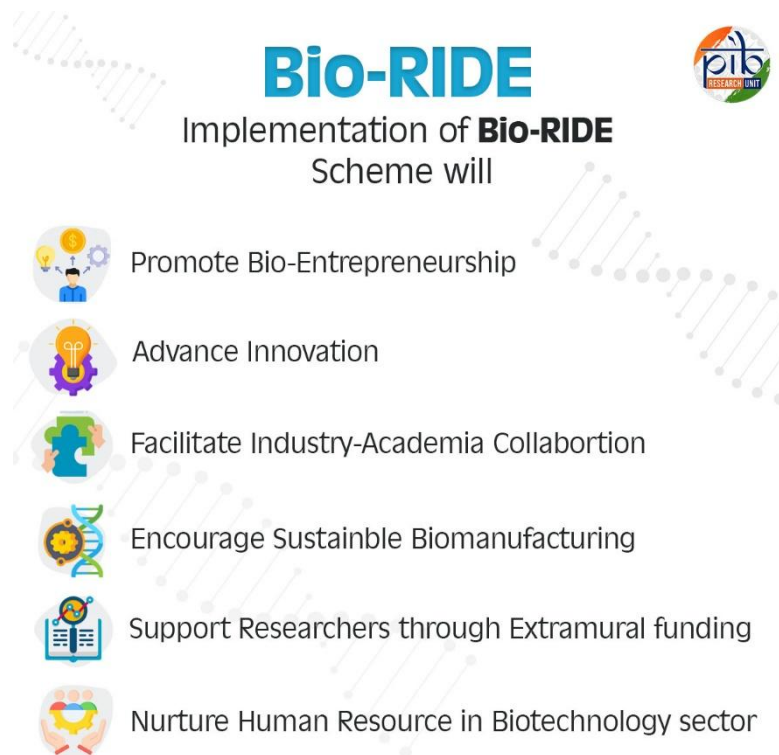 Bio-RIDE
pib
RESEARCH UNIT
Implementation of Bio-RIDE
Scheme will
Promote Bio-Entrepreneurship
Advance Innovation
Facilitate Industry-Academia Collabortion
Encourage Sustainble Biomanufacturing
Support Researchers through Extramural funding
Nurture Human Resource in Biotechnology sector